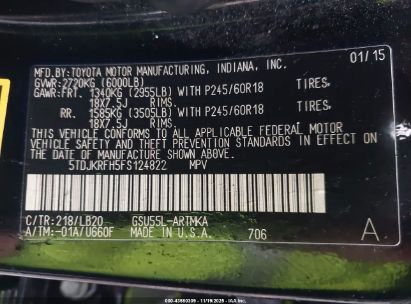 MFD.BY:TOYOTA MOTOR MANUFACTURING, INDIANA, INC. 01/15
GVWR:2720KG (6000LB)
GAWR:FRT. 1340KG (2955LB) WITH P245/60R18 TIRES,
18X7.5J RIMS.
RR. 1585KG (3505LB) WITH P245/60R18 TIRES,
18X7.5J RIMS.
THIS VEHICLE CONFORMS TO ALL APPLICABLE FEDERAL MOTOR
VEHICLE SAFETY AND THEFT PREVENTION STANDARDS IN EFFECT
ON THE DATE OF MANUFACTURE SHOWN ABOVE.
5TDJKRFH5FS124822 MPV
C/TR:218/LB20 GSU55L-ARTMKA A
A/TM:-01A/U660F MADE IN U.S.A. 706